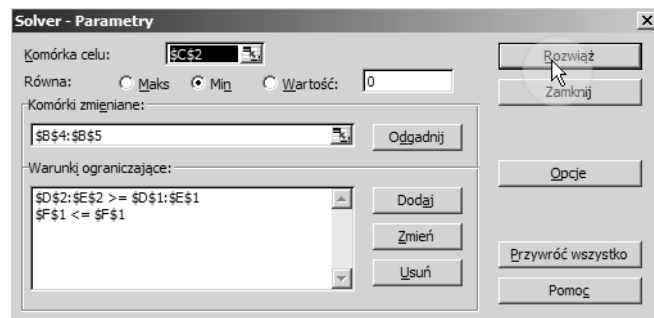 Solver - Parametry
Komórka celu: $C$2
Rozwiąż
Równa: Maks Min Wartość: 0
Zamknij
Komórki zmieniane:
$B$4:$B$5
Odgadnij
Warunki ograniczające:
Opcje
$D$2:$E$2 >= $D$1:$E$1
$F$1 <= $F$1
Dodaj
Zmień
Przywróć wszystko
Usuń
Pomoc